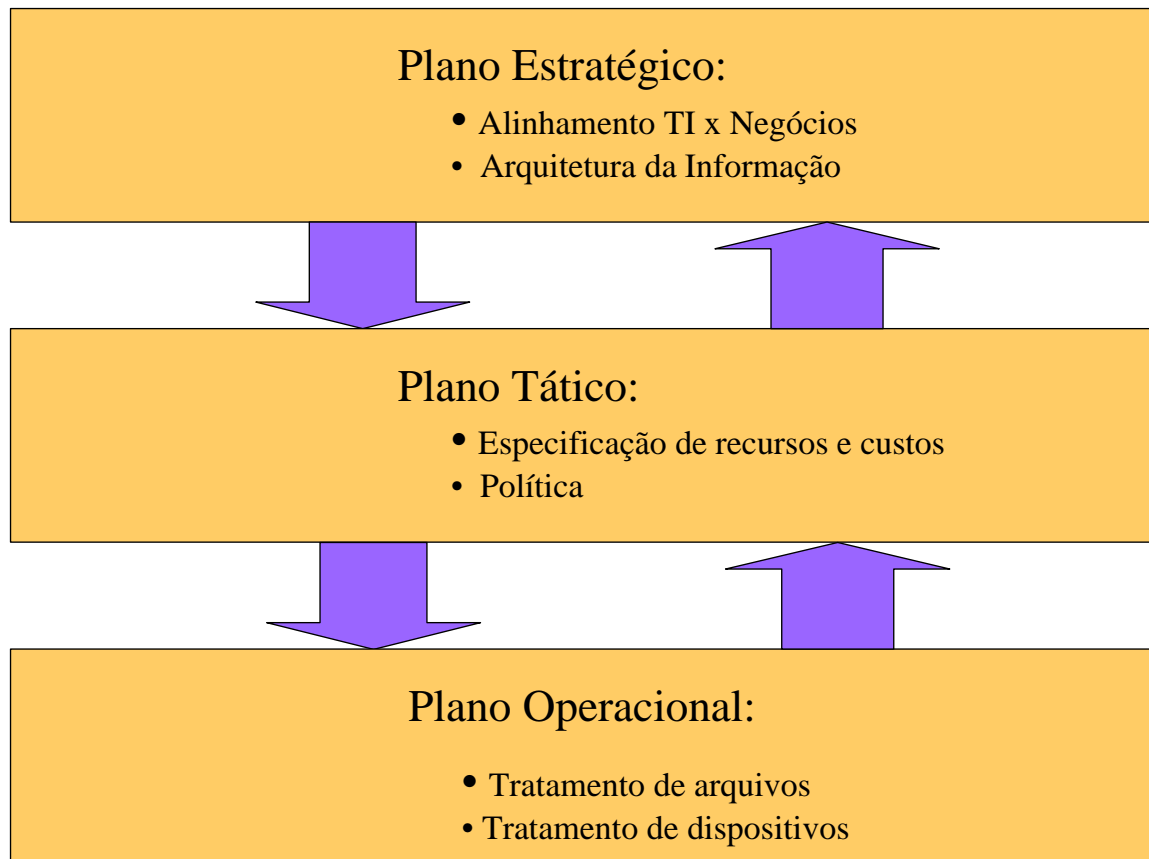 Plano Estratégico:
• Alinhamento TI x Negócios
• Arquitetura da Informação
Plano Tático:
• Especificação de recursos e custos
• Política
Plano Operacional:
• Tratamento de arquivos
• Tratamento de dispositivos